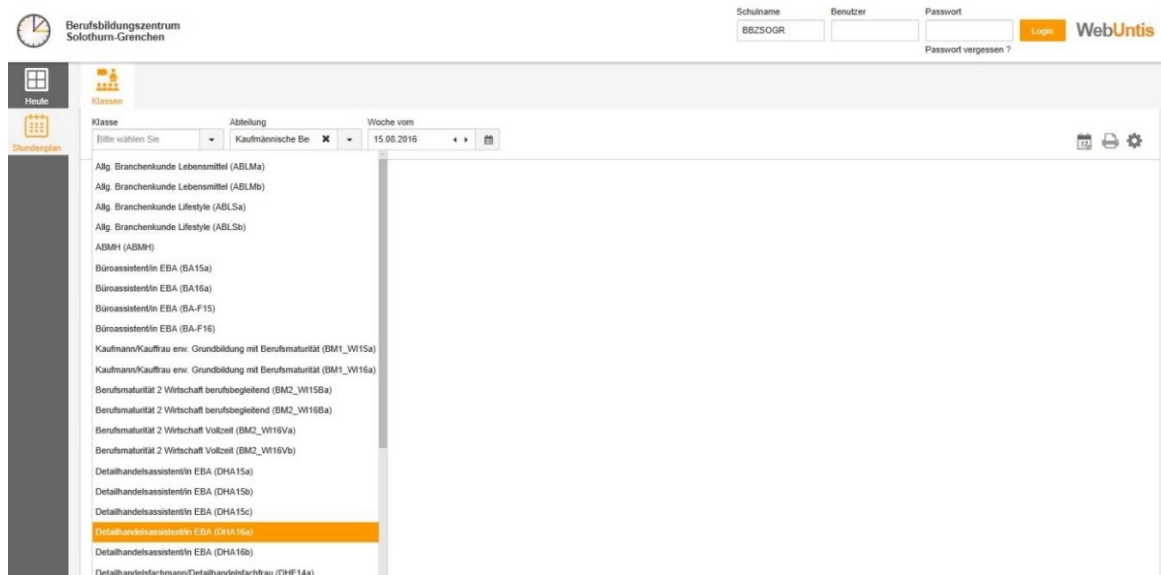 Berufsbildungszentrum
Solothurn-Grenchen
Schulname Benutzer Passwort
BBZSOGR Login WebUntis
Passwort vergessen ?
Heute
Klassen
Stundenplan
Klasse Abteilung Woche vom
Bitte wählen Sie Kaufmännische Be 15.08.2016
Allg. Branchenkunde Lebensmittel (ABLMa)
Allg. Branchenkunde Lebensmittel (ABLMb)
Allg. Branchenkunde Lifestyle (ABLSa)
Allg. Branchenkunde Lifestyle (ABLSb)
ABMH (ABMH)
Büroassistent/in EBA (BA15a)
Büroassistent/in EBA (BA16a)
Büroassistent/in EBA (BA-F15)
Büroassistent/in EBA (BA-F16)
Kaufmann/Kauffrau erw. Grundbildung mit Berufsmaturität (BM1_WI15a)
Kaufmann/Kauffrau erw. Grundbildung mit Berufsmaturität (BM1_WI16a)
Berufsmaturität 2 Wirtschaft berufsbegleitend (BM2_WI15Ba)
Berufsmaturität 2 Wirtschaft berufsbegleitend (BM2_WI16Ba)
Berufsmaturität 2 Wirtschaft Vollzeit (BM2_WI16Va)
Berufsmaturität 2 Wirtschaft Vollzeit (BM2_WI16Vb)
Detailhandelsassistent/in EBA (DHA15a)
Detailhandelsassistent/in EBA (DHA15b)
Detailhandelsassistent/in EBA (DHA15c)
Detailhandelsassistent/in EBA (DHA16a)
Detailhandelsassistent/in EBA (DHA16b)
Detailhandelsfachmann/Detailhandelsfachfrau (DHF14a)